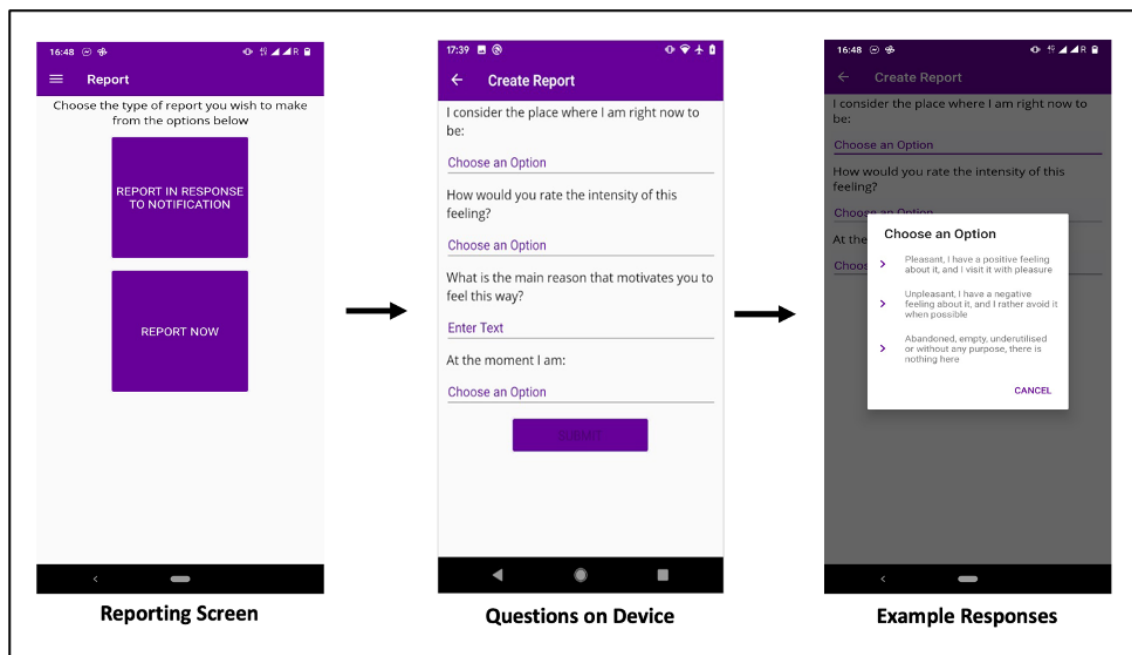 16:48
R
Report
Choose the type of report you wish to make
from the options below
REPORT IN RESPONSE
TO NOTIFICATION
REPORT NOW
Reporting Screen
17:39
Create Report
I consider the place where I am right now to
be:
Choose an Option
How would you rate the intensity of this
feeling?
Choose an Option
What is the main reason that motivates you to
feel this way?
Enter Text
At the moment I am:
Choose an Option
SUBMIT
Questions on Device
16:48
R
Create Report
I consider the place where I am right now to
be:
Choose an Option
How would you rate the intensity of this
feeling?
Choose an Option
At the
Choos
Choose an Option
Pleasant, I have a positive feeling
about it, and I visit it with pleasure
Unpleasant, I have a negative
feeling about it, and I rather avoid it
when possible
Abandoned, empty, underutilised
or without any purpose, there is
nothing here
CANCEL
Example Responses